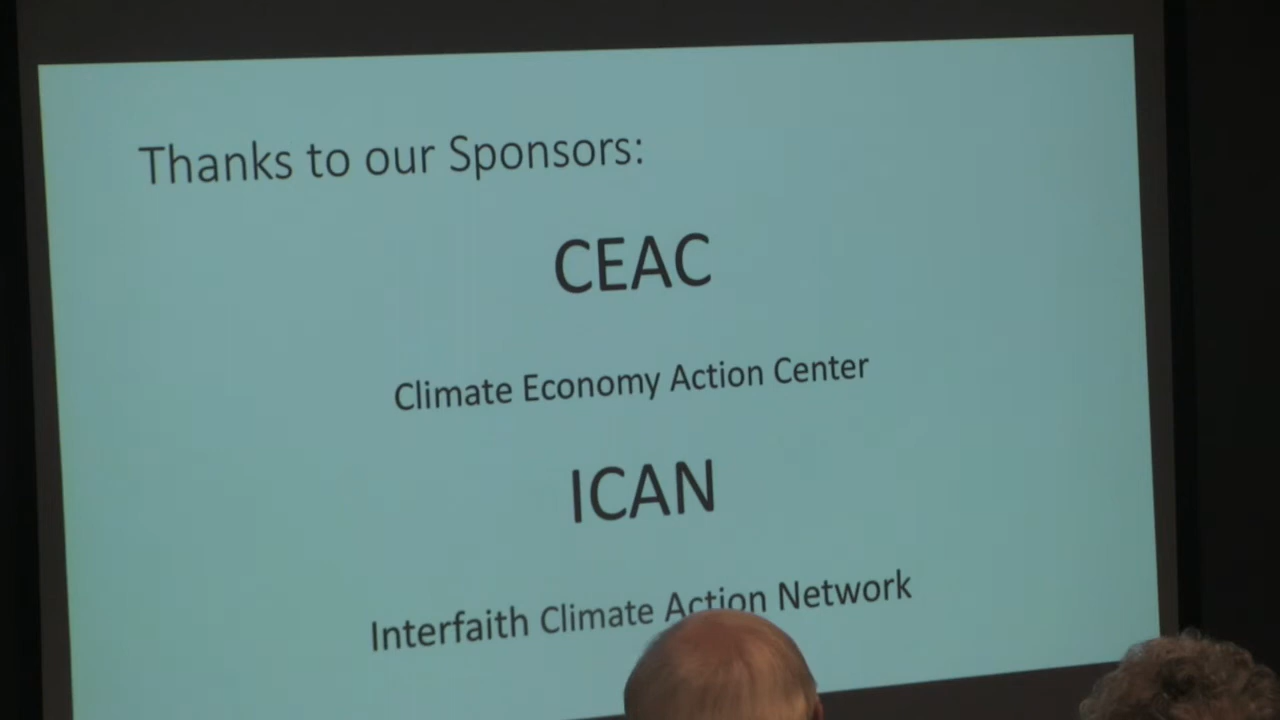 Thanks to our Sponsors:
CEAC
Climate Economy Action Center
ICAN
Interfaith Climate Action Network